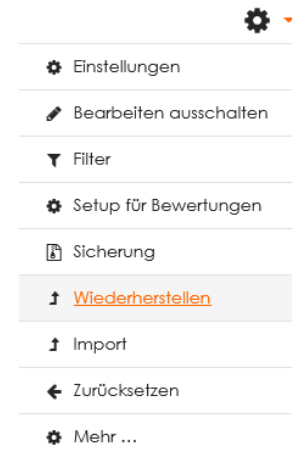 Einstellungen
Bearbeiten ausschalten
Filter
Setup für Bewertungen
Sicherung
Wiederherstellen
Import
Zurücksetzen
Mehr ...